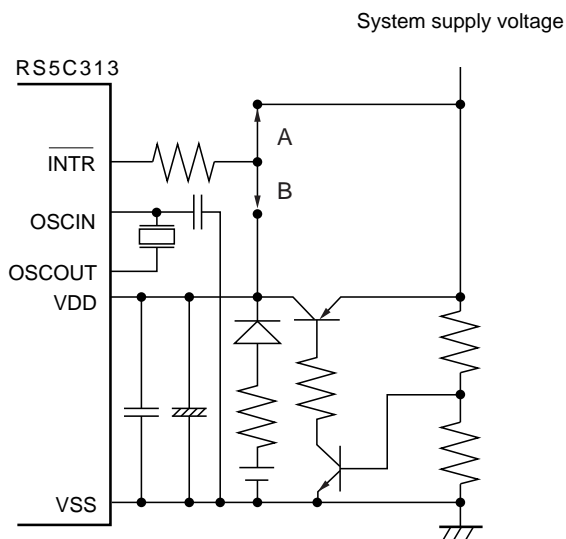 System supply voltage
RS5C313
INTR
A
B
OSCIN
OSCOUT
VDD
VSS